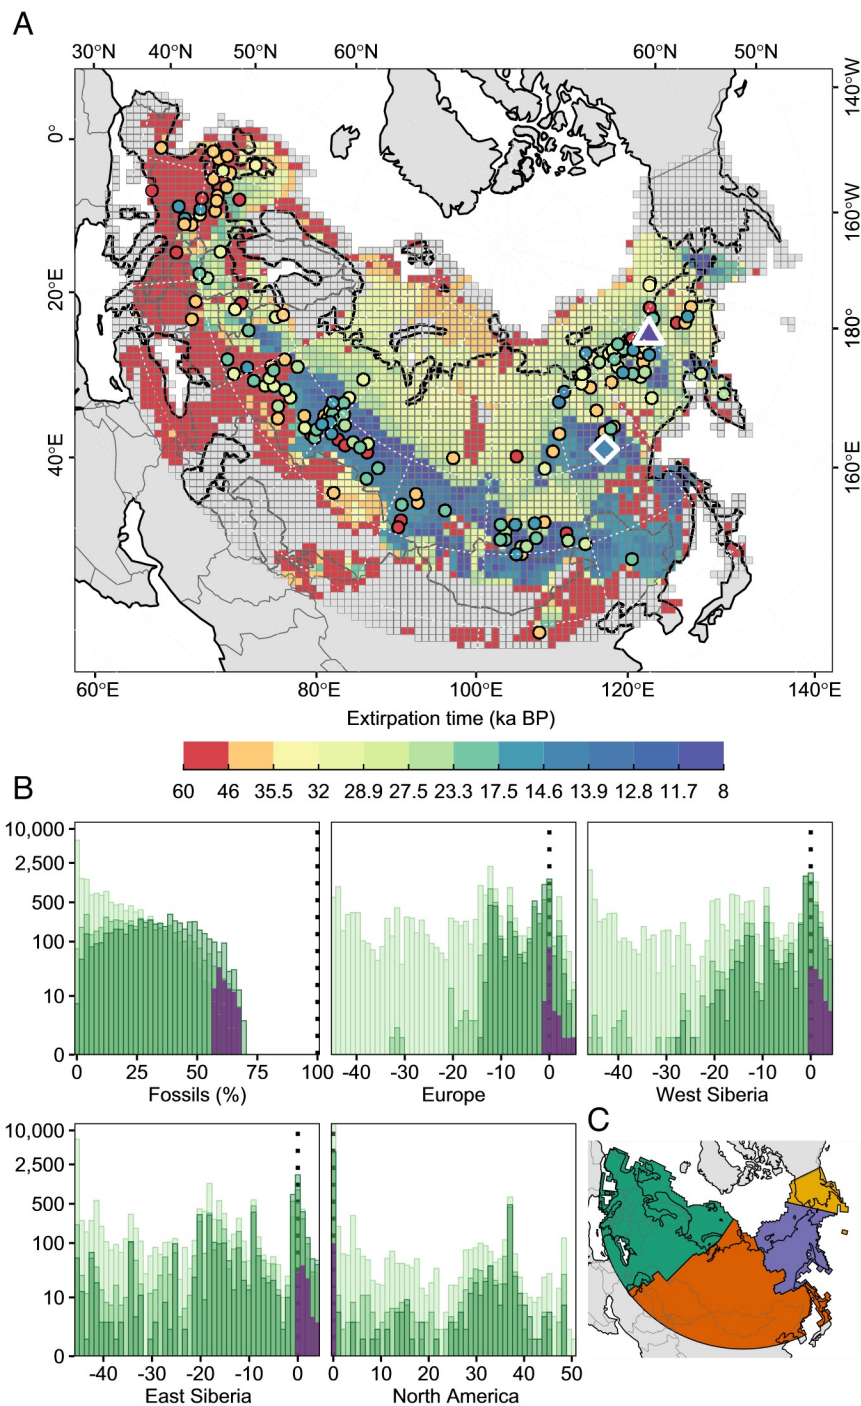 A
30°N 40°N 50°N 60°N 60°N 50°N
140°W
0°
160°W
20°E
180°
40°E
160°E
60°E 80°E 100°E 120°E 140°E
Extirpation time (ka BP)
60 46 35.5 32 28.9 27.5 23.3 17.5 14.6 13.9 12.8 11.7 8
B
10,000
2,500
500
100
10
0
0 25 50 75 100 -40 -30 -20 -10 0 -40 -30 -20 -10 0
Fossils (%) Europe West Siberia
10,000
2,500
500
100
10
0
-40 -30 -20 -10 0 0 10 20 30 40 50
East Siberia North America
C